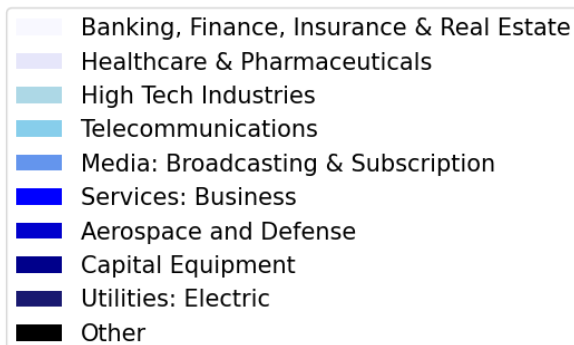 Banking, Finance, Insurance & Real Estate
Healthcare & Pharmaceuticals
High Tech Industries
Telecommunications
Media: Broadcasting & Subscription
Services: Business
Aerospace and Defense
Capital Equipment
Utilities: Electric
Other